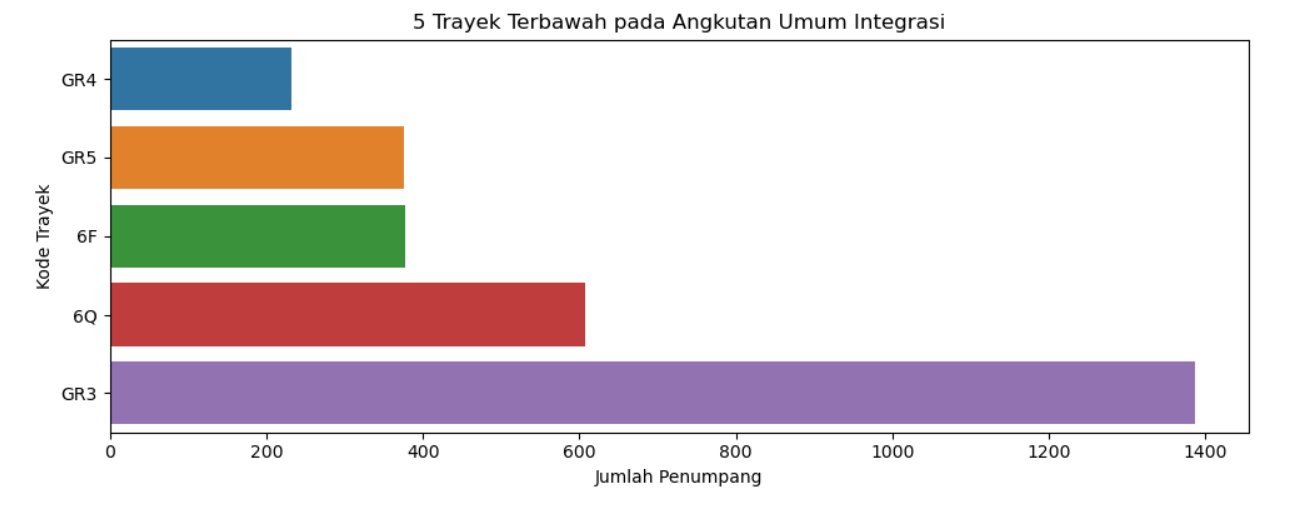 5 Trayek Terbawah pada Angkutan Umum Integrasi
Kode Trayek
GR4
GR5
6F
6Q
GR3
0 200 400 600 800 1000 1200 1400
Jumlah Penumpang